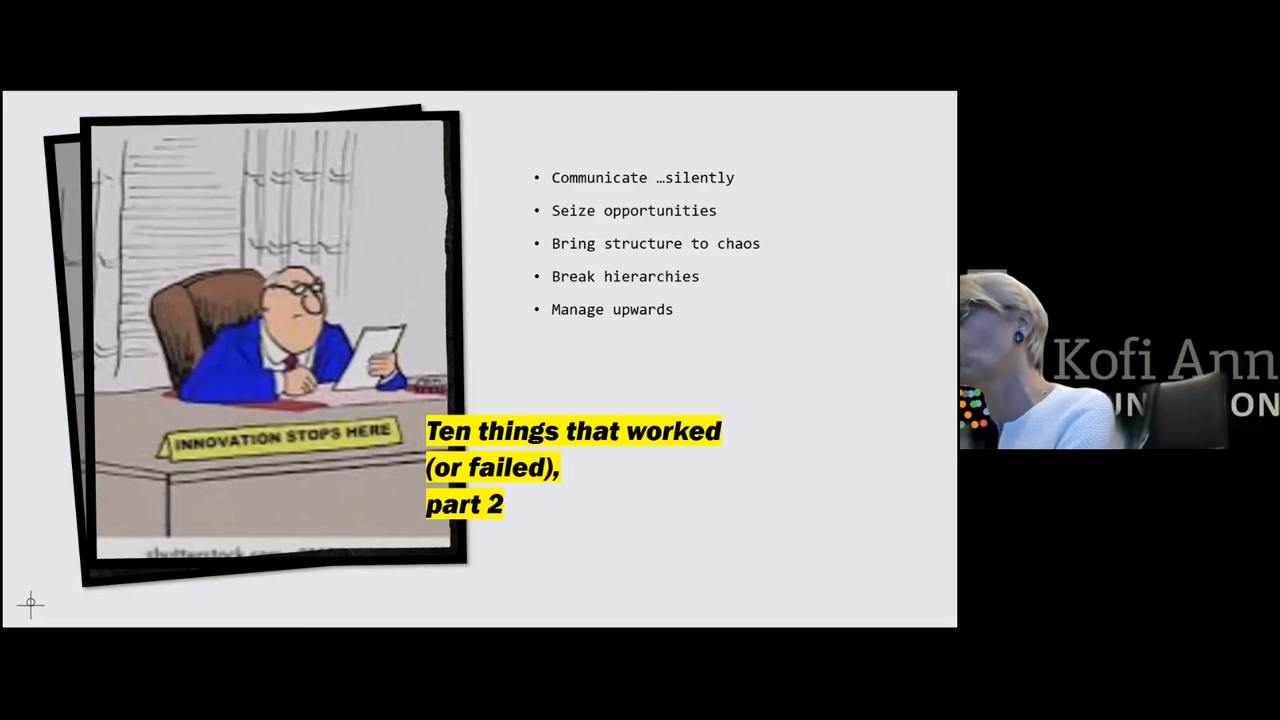 • Communicate …silently
• Seize opportunities
• Bring structure to chaos
• Break hierarchies
• Manage upwards
INNOVATION STOPS HERE
Ten things that worked
(or failed),
part 2
Kofi Ann